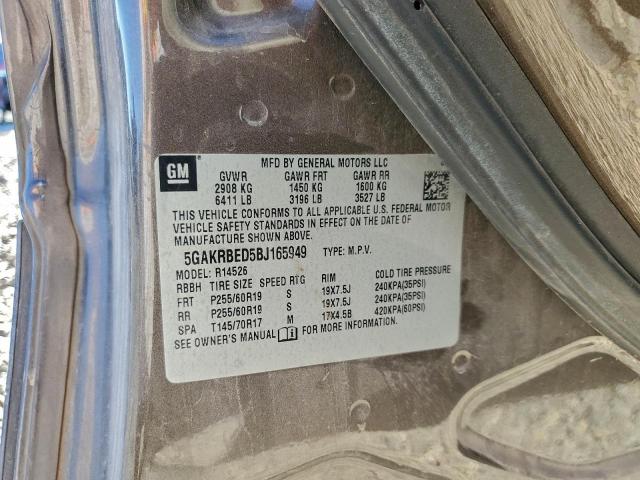 GM
MFD BY GENERAL MOTORS LLC
GVWR GAWR FRT GAWR RR
2908 KG 1450 KG 1600 KG
6411 LB 3196 LB 3527 LB
THIS VEHICLE CONFORMS TO ALL APPLICABLE U.S. FEDERAL MOTOR
VEHICLE SAFETY STANDARDS IN EFFECT ON THE DATE OF
MANUFACTURE SHOWN ABOVE.
5GAKRBED5BJ165949 TYPE: M.P.V.
MODEL: R14526
RBBH TIRE SIZE SPEED RTG RIM COLD TIRE PRESSURE
FRT P255/60R19 S 19X7.5J 240KPA(35PSI)
RR P255/60R19 S 19X7.5J 240KPA(35PSI)
SPA T145/70R17 M 17X4.5B 420KPA(60PSI)
SEE OWNER'S MANUAL FOR MORE INFORMATION.